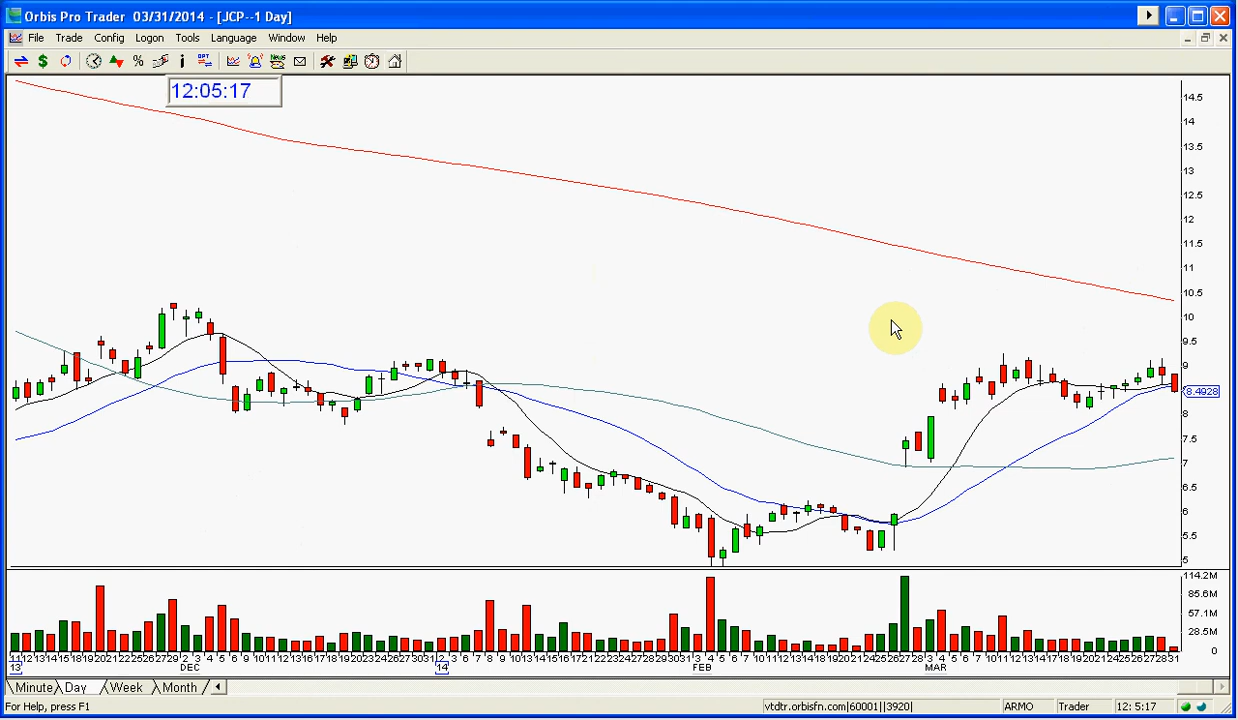 Orbis Pro Trader 03/31/2014 - [JCP--1 Day]
File Trade Config Logon Tools Language Window Help
12:05:17
14.5
14
13.5
13
12.5
12
11.5
11
10.5
10
9.5
9
8.4928
8
7.5
7
6.5
6
5.5
5
114.2M
85.6M
57.1M
28.5M
0
13 DEC 14 FEB MAR
Minute Day Week Month
For Help, press F1 vtdtr.orbisfn.com|60001||3920| ARMO Trader 12: 5:17